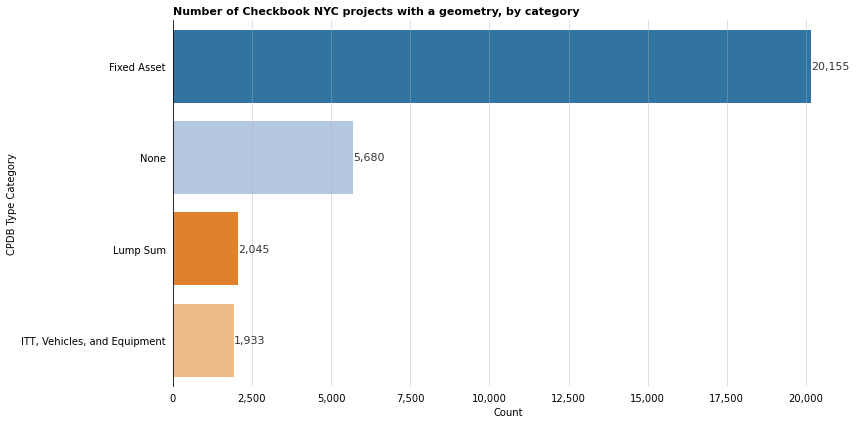 Number of Checkbook NYC projects with a geometry, by category
CPDB Type Category
Fixed Asset
20,155
None
5,680
Lump Sum
2,045
ITT, Vehicles, and Equipment
1,933
0 2,500 5,000 7,500 10,000 12,500 15,000 17,500 20,000
Count